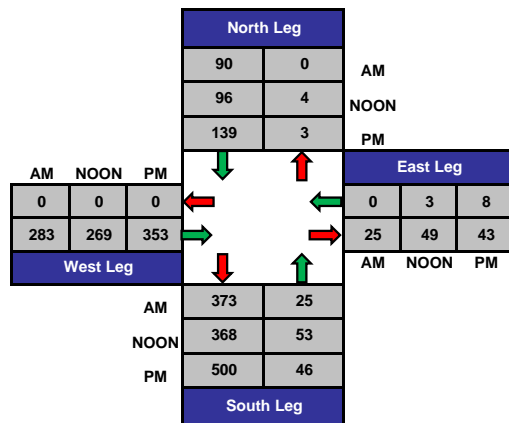 North Leg
90 0 AM
96 4 NOON
139 3 PM
AM NOON PM East Leg
0 0 0 0 3 8
283 269 353 25 49 43
West Leg AM NOON PM
AM 373 25
NOON 368 53
PM 500 46
South Leg